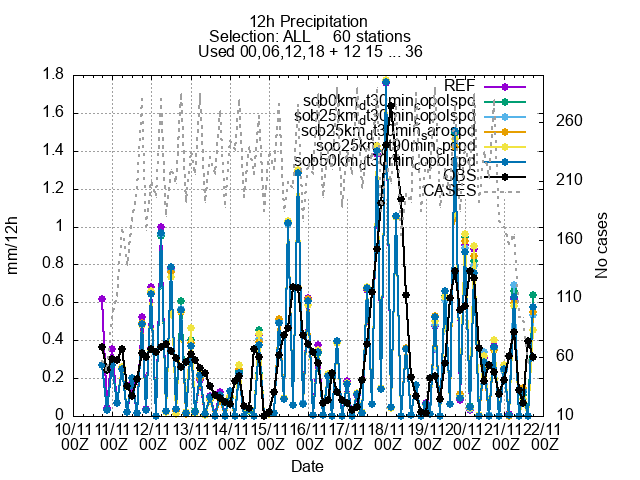 12h Precipitation
Selection: ALL 60 stations
Used 00,06,12,18 + 12 15 ... 36
REF
sob0km_dt30min_copolspd
sob25km_dt30min_copolspd
sob25km_dt30min_saropd
OBS
sob50km_dt30min_copolspd
CASES
1.8
1.6
1.4
1.2
1
0.8
0.6
0.4
0.2
0
mm/12h
260
210
160
110
60
10
No cases
10/11 11/11 12/11 13/11 14/11 15/11 16/11 17/11 18/11 19/11 20/11 21/11 22/11
00Z 00Z 00Z 00Z 00Z 00Z 00Z 00Z 00Z 00Z 00Z 00Z 00Z
Date